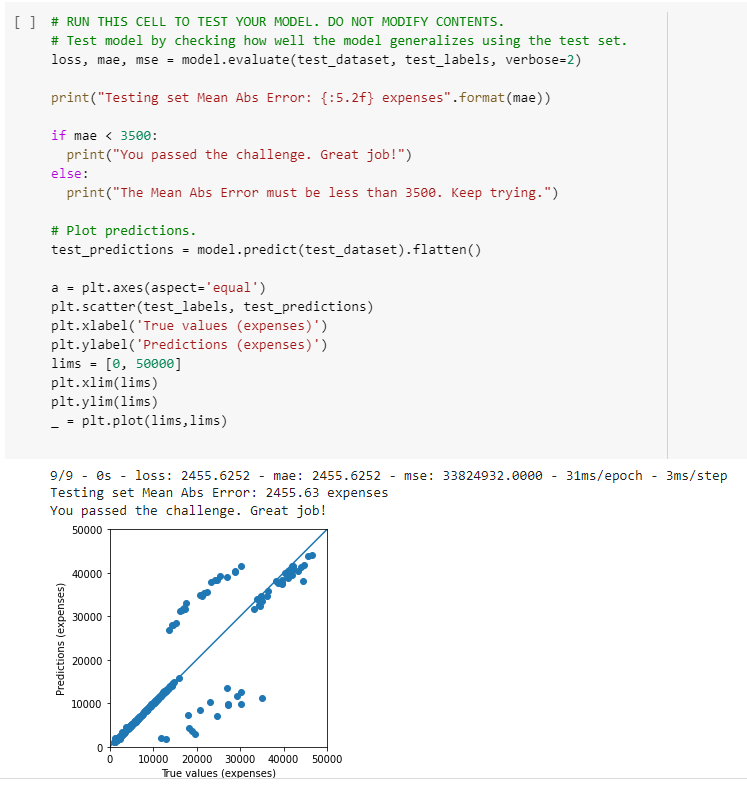 [ ] # RUN THIS CELL TO TEST YOUR MODEL. DO NOT MODIFY CONTENTS.
# Test model by checking how well the model generalizes using the test set.
loss, mae, mse = model.evaluate(test_dataset, test_labels, verbose=2)
print("Testing set Mean Abs Error: {:5.2f} expenses".format(mae))
if mae < 3500:
print("You passed the challenge. Great job!")
else:
print("The Mean Abs Error must be less than 3500. Keep trying.")
# Plot predictions.
test_predictions = model.predict(test_dataset).flatten()
a = plt.axes(aspect='equal')
plt.scatter(test_labels, test_predictions)
plt.xlabel('True values (expenses)')
plt.ylabel('Predictions (expenses)')
lims = [0, 50000]
plt.xlim(lims)
plt.ylim(lims)
_ = plt.plot(lims,lims)
9/9 - 0s - loss: 2455.6252 - mae: 2455.6252 - mse: 33824932.0000 - 31ms/epoch - 3ms/step
Testing set Mean Abs Error: 2455.63 expenses
You passed the challenge. Great job!
50000
40000
30000
20000
10000
0
Predictions (expenses)
0 10000 20000 30000 40000 50000
True values (expenses)